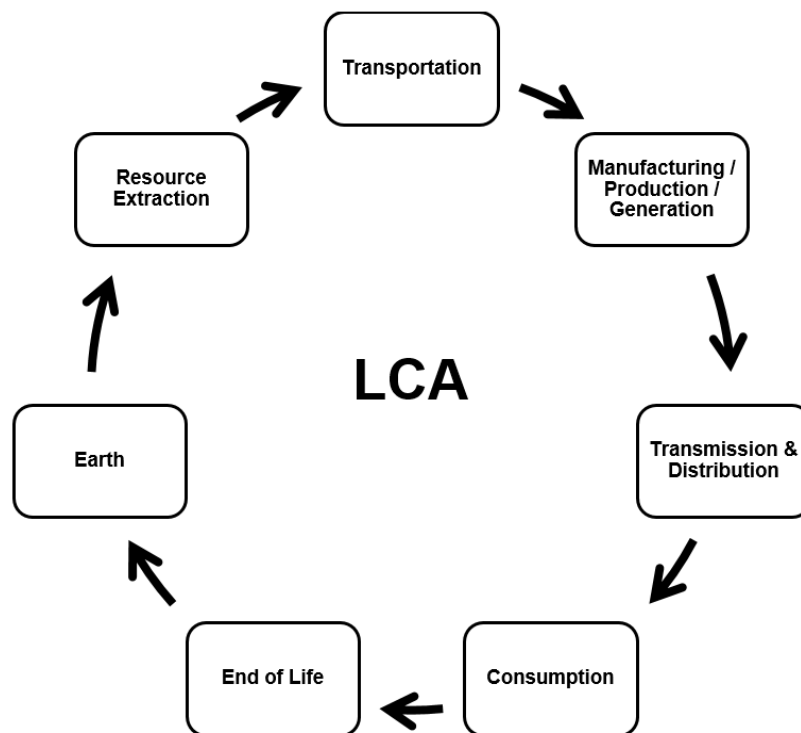 Transportation
Manufacturing /
Production /
Generation
Transmission &
Distribution
Consumption
End of Life
Earth
Resource
Extraction
LCA